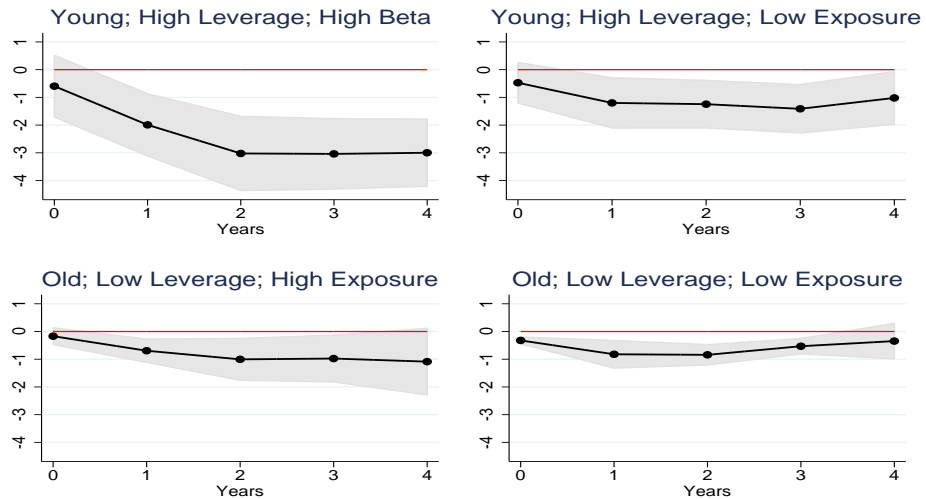 Young; High Leverage; High Beta
1
0
-1
-2
-3
-4
0 1 2 3 4
Years
Young; High Leverage; Low Exposure
1
0
-1
-2
-3
-4
0 1 2 3 4
Years
Old; Low Leverage; High Exposure
1
0
-1
-2
-3
-4
0 1 2 3 4
Years
Old; Low Leverage; Low Exposure
1
0
-1
-2
-3
-4
0 1 2 3 4
Years